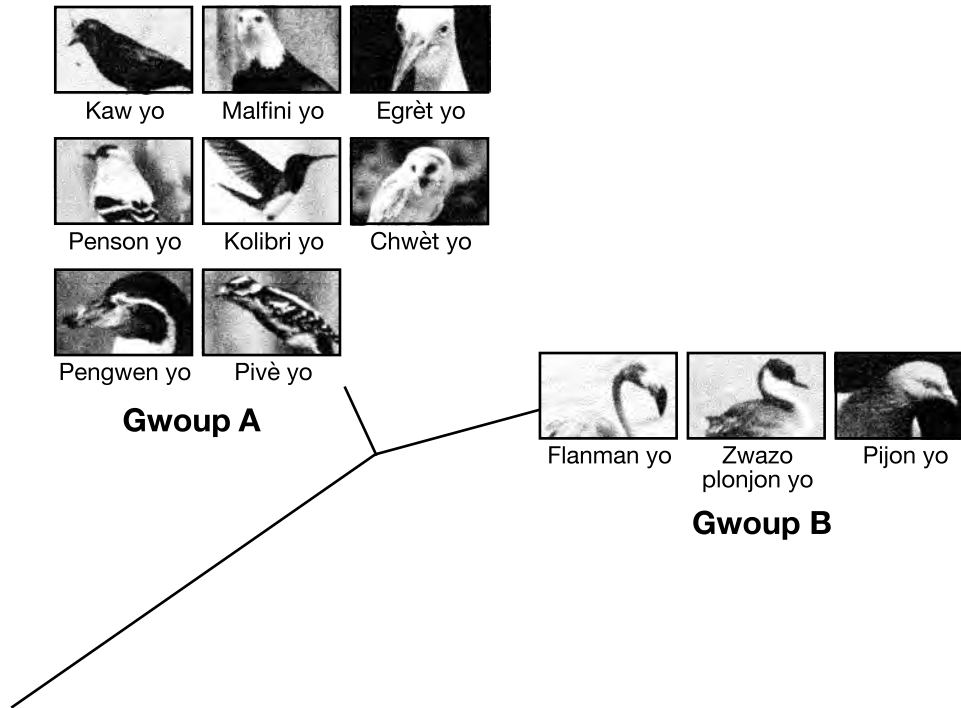 Kaw yo
Malfini yo
Egrèt yo
Penson yo
Kolibri yo
Chwèt yo
Pengwen yo
Pivè yo
Gwoup A
Flanman yo
Zwazo
plonjon yo
Pijon yo
Gwoup B